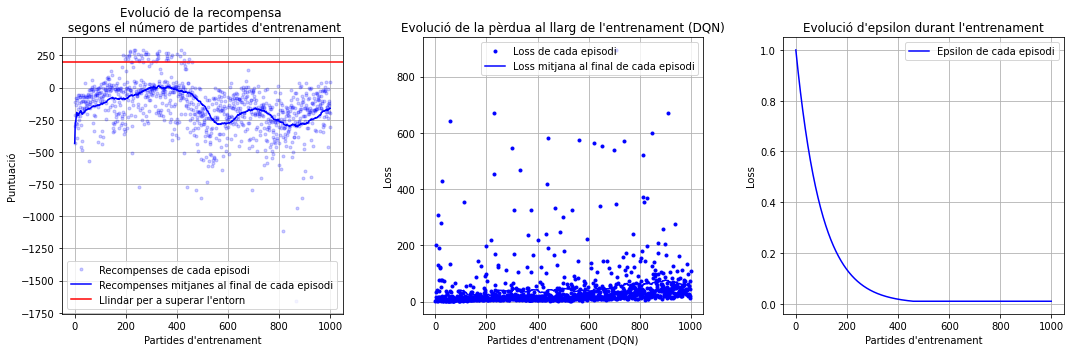 Evolució de la recompensa
segons el número de partides d'entrenament
250
0
−250
−500
−750
−1000
−1250
−1500
−1750
Puntuació
Recompenses de cada episodi
Recompenses mitjanes al final de cada episodi
Llindar per a superar l'entorn
0
200
400
600
800
1000
Partides d'entrenament
Evolució de la pèrdua al llarg de l'entrenament (DQN)
Loss de cada episodi
Loss mitjana al final de cada episodi
800
600
400
200
0
Loss
0
200
400
600
800
1000
Partides d'entrenament (DQN)
Evolució d'epsilon durant l'entrenament
Epsilon de cada episodi
1.0
0.8
0.6
0.4
0.2
0.0
Loss
0
200
400
600
800
1000
Partides d'entrenament